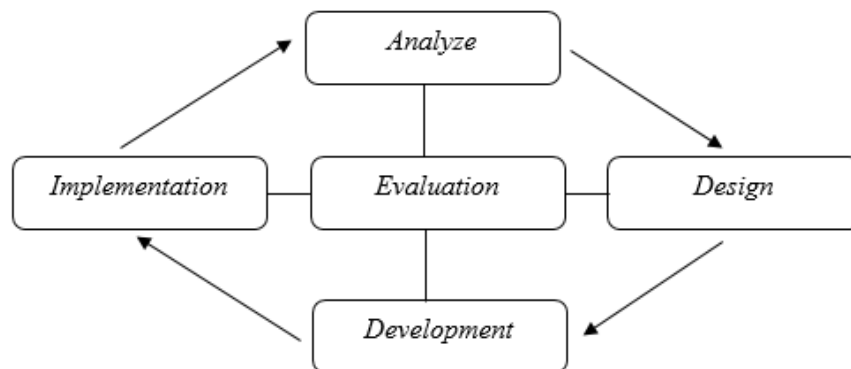 Analyze
Implementation
Evaluation
Design
Development